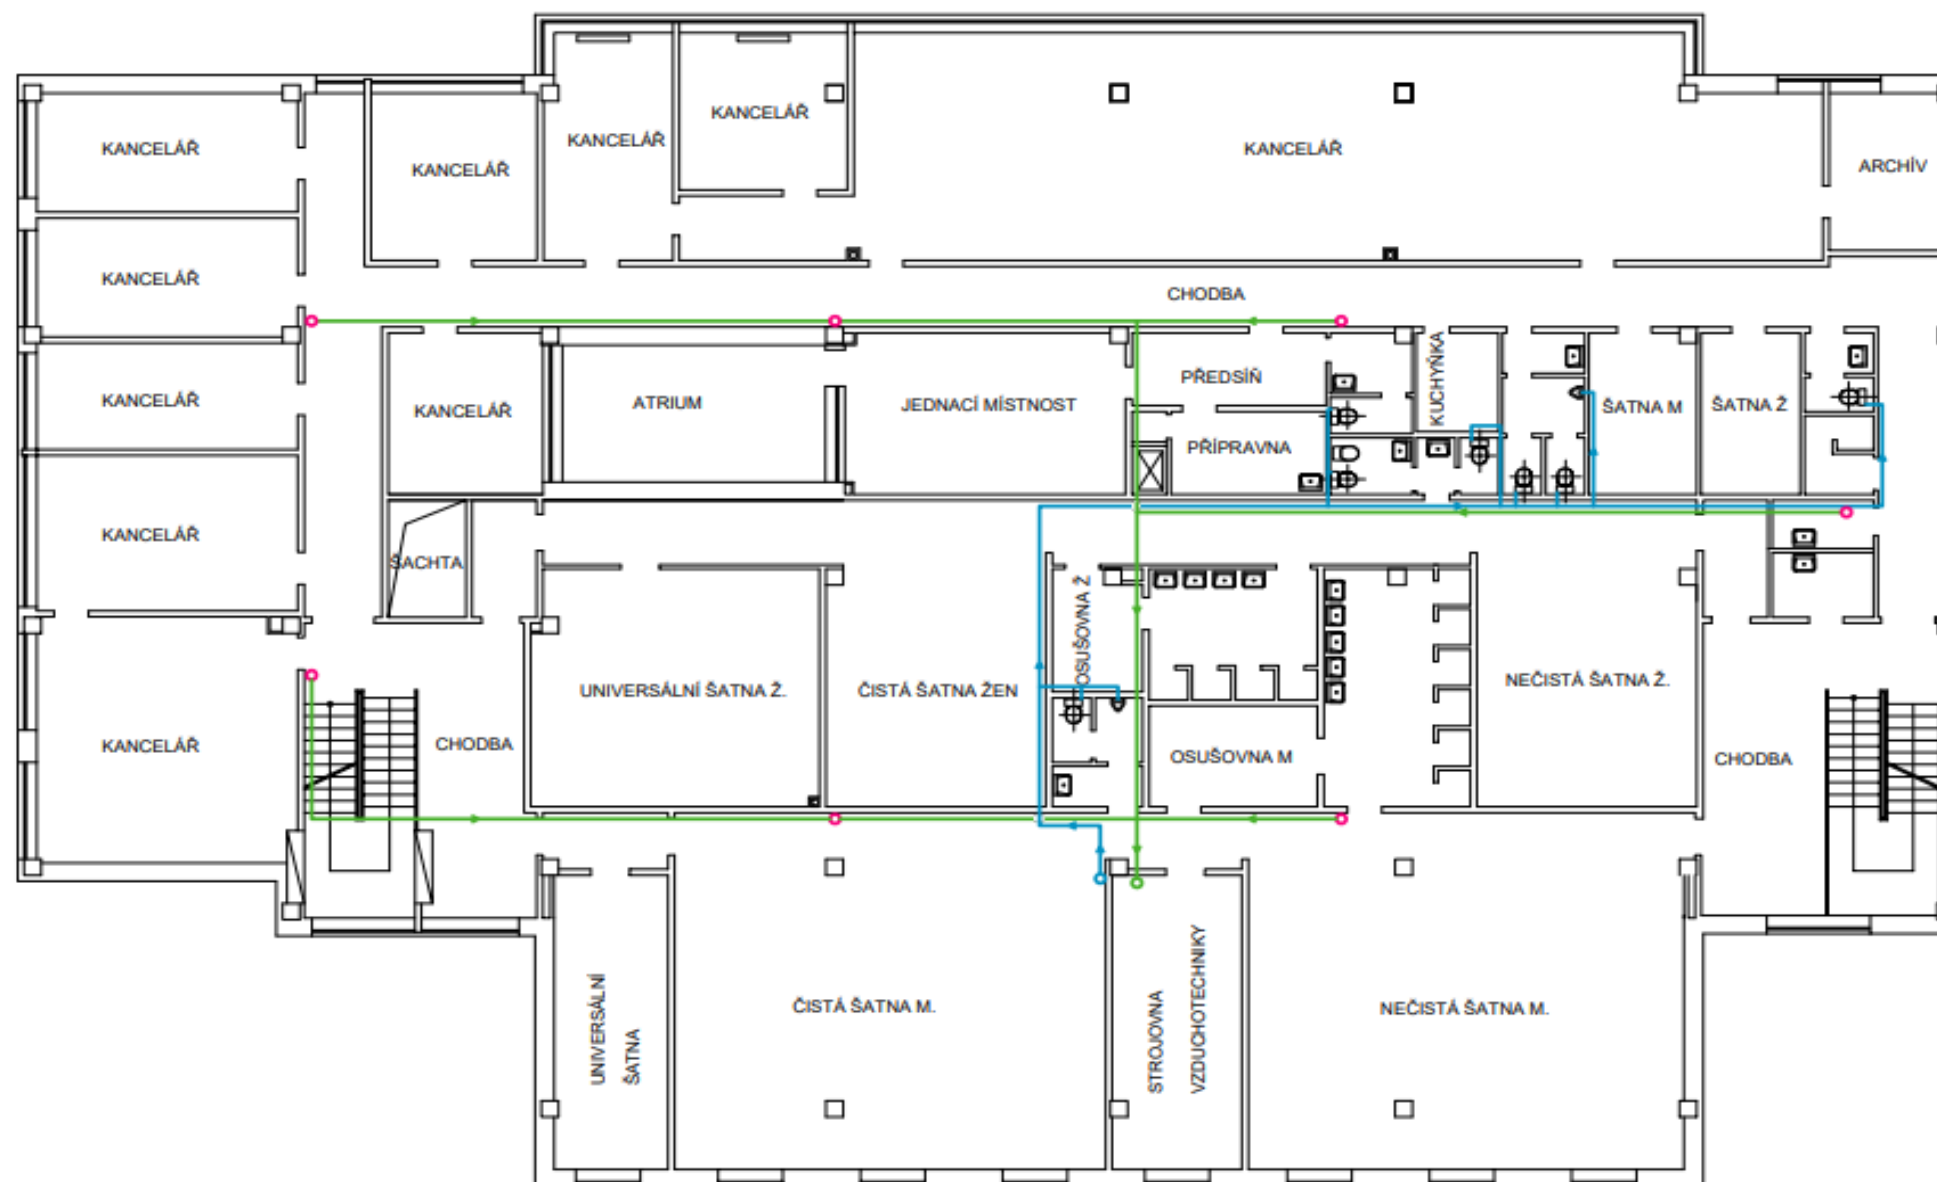 KANCELÁŘ
KANCELÁŘ
KANCELÁŘ
KANCELÁŘ
KANCELÁŘ
ARCHÍV
KANCELÁŘ
KANCELÁŘ
CHODBA
KANCELÁŘ
KANCELÁŘ
ATRIUM
JEDNACÍ MÍSTNOST
PŘEDSÍŇ
KUCHYŇKA
ŠATNA M
ŠATNA Ž
PŘÍPRAVNA
KANCELÁŘ
ŠACHTA
OSUŠOVNA Ž
UNIVERSÁLNÍ ŠATNA Ž.
ČISTÁ ŠATNA ŽEN
NEČISTÁ ŠATNA Ž.
KANCELÁŘ
CHODBA
OSUŠOVNA M
CHODBA
UNIVERSÁLNÍ
ŠATNA
ČISTÁ ŠATNA M.
STROJOVNA
VZDUCHOTECHNIKY
NEČISTÁ ŠATNA M.